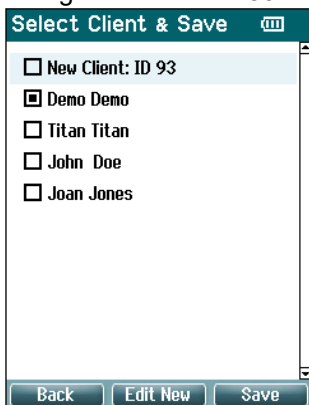 Select Client & Save
New Client: ID 93
Demo Demo
Titan Titan
John Doe
Joan Jones
Back Edit New Save